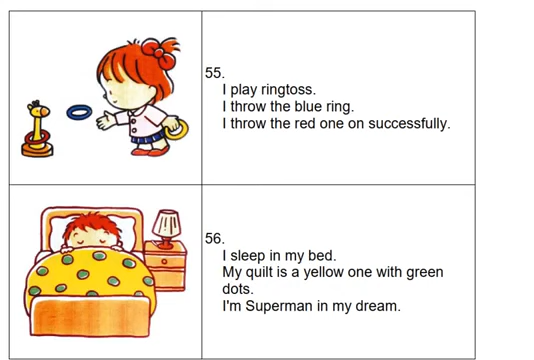 55.
I play ringtoss.
I throw the blue ring.
I throw the red one on successfully.
56.
I sleep in my bed.
My quilt is a yellow one with green
dots.
I'm Superman in my dream.